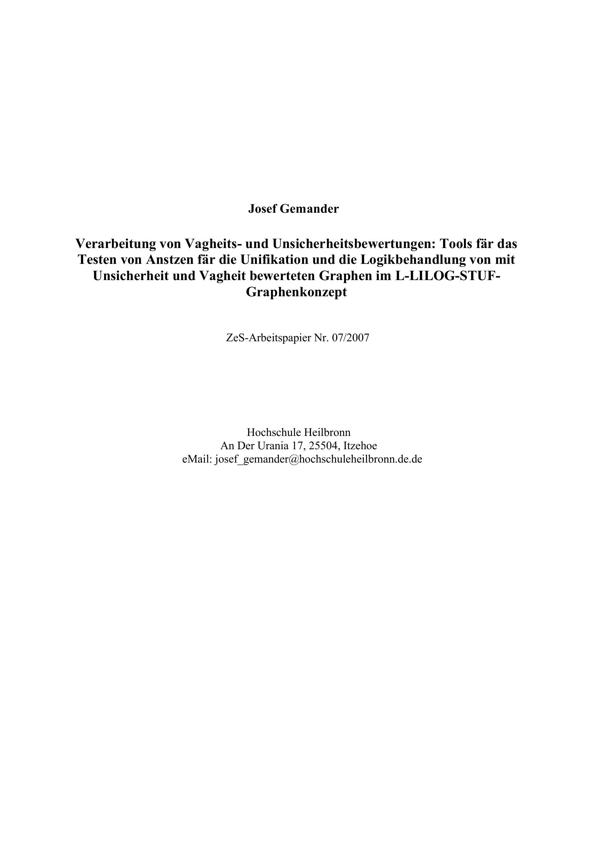 Josef Gemander
Verarbeitung von Vagheits- und Unsicherheitsbewertungen: Tools fär das
Testen von Anstzen fär die Unifikation und die Logikbehandlung von mit
Unsicherheit und Vagheit bewerteten Graphen im L-LILOG-STUF-
Graphenkonzept
ZeS-Arbeitspapier Nr. 07/2007
Hochschule Heilbronn
An Der Urania 17, 25504, Itzehoe
eMail: josef_gemander@hochschuleheilbronn.de.de